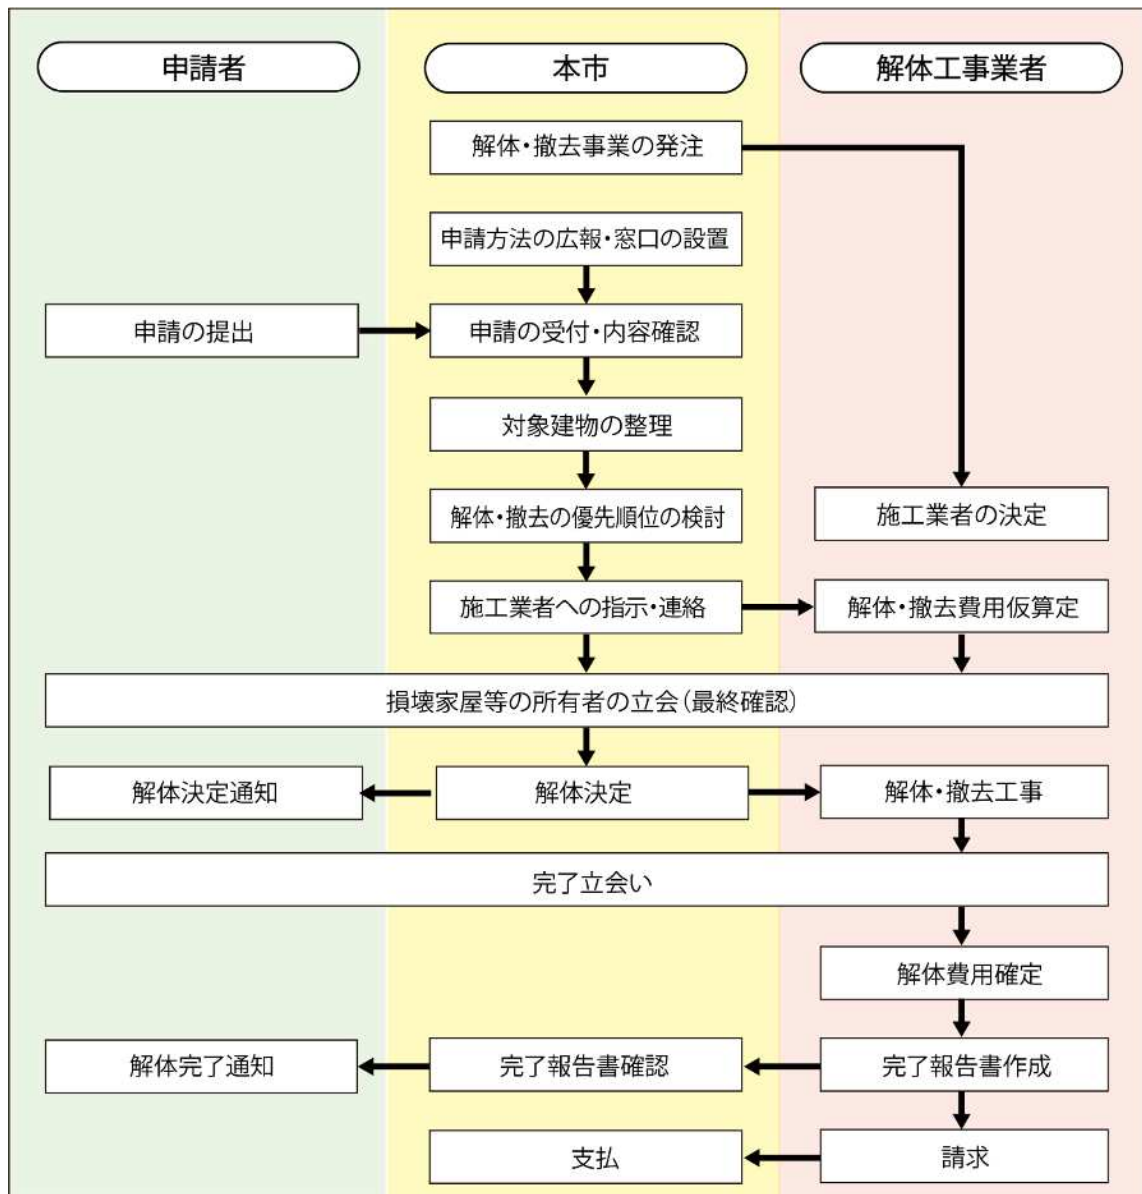 申請者
本市
解体工事業者
解体・撤去事業の発注
申請方法の広報・窓口の設置
申請の提出
申請の受付・内容確認
対象建物の整理
解体・撤去の優先順位の検討
施工業者の決定
施工業者への指示・連絡
解体・撤去費用仮算定
損壊家屋等の所有者の立会（最終確認）
解体決定通知
解体決定
解体・撤去工事
完了立会い
解体費用確定
解体完了通知
完了報告書確認
完了報告書作成
支払
請求